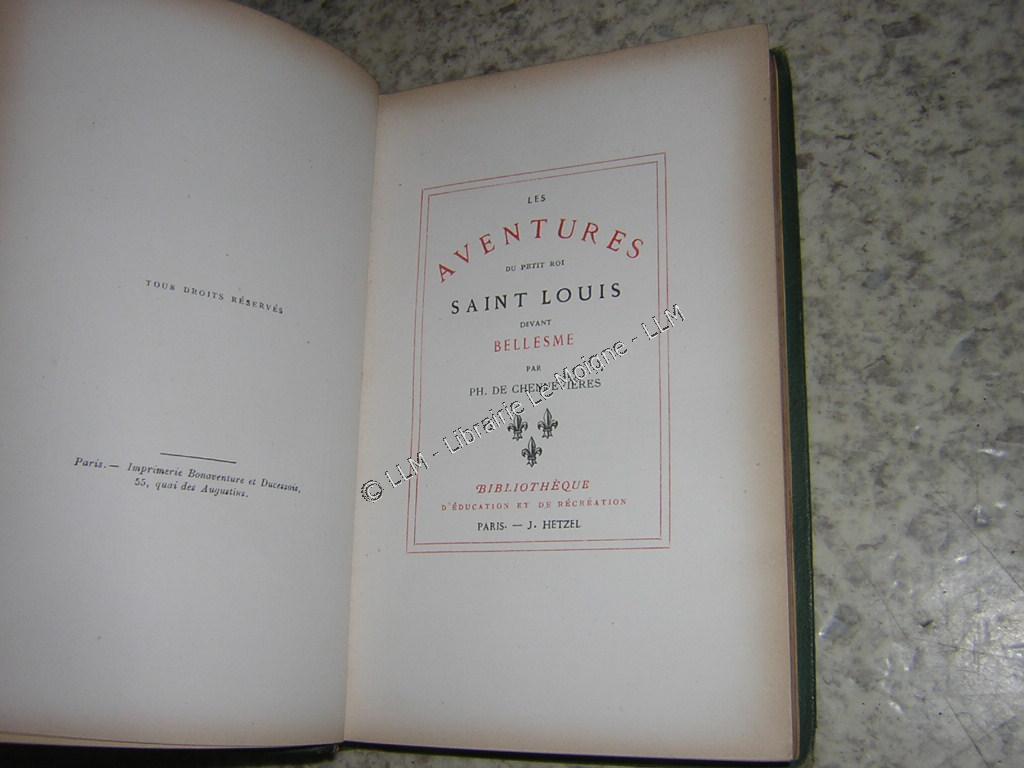 TOUS DROITS RÉSERVÉS
Paris. — Imprimerie Bonaventure et Ducessois,
55, quai des Augustins.
LES
AVENTURES
DU PETIT ROI
SAINT LOUIS
DEVANT
BELLESME
PAR
PH. DE CHENNEVIÈRES
BIBLIOTHÈQUE
D'ÉDUCATION ET DE RÉCRÉATION
PARIS. — J. HETZEL
© LLM - Librairie Le Moigne - LLM